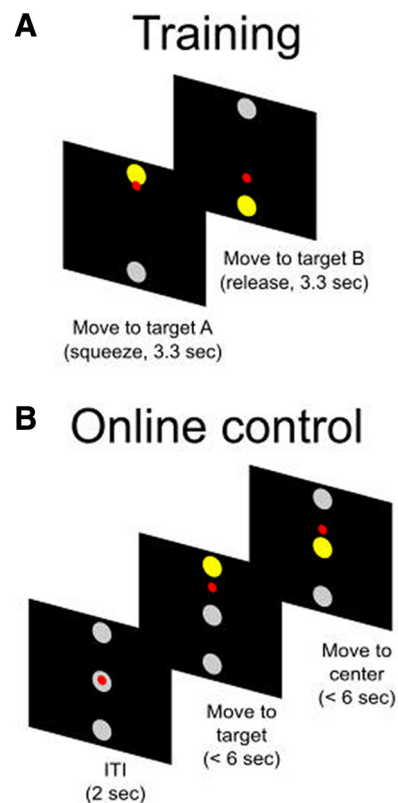 A
Training
Move to target A
(squeeze, 3.3 sec)
Move to target B
(release, 3.3 sec)
B
Online control
ITI
(2 sec)
Move to
target
(< 6 sec)
Move to
center
(< 6 sec)